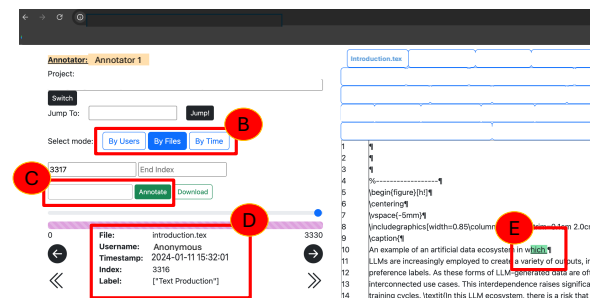 Annotator: Annotator 1
Project:
Switch
Jump To: Jump!
B
Select mode: By Users By Files By Time
3317 End Index
C
Annotate Download
D
0 3330
File: introduction.tex
Username: Anonymous
Timestamp: 2024-01-11 15:32:01
Index: 3316
Label: ["Text Production"]
Introduction.tex
1 ¶
2 ¶
3 ¶
4 %------------------¶
5 \begin{figure}[h!]¶
6 \centering¶
7 \vspace{-5mm}¶
8 \includegraphics[width=0.85\column 0.1cm 2.0cm
E
9 \caption{¶
10 An example of an artificial data ecosystem in which ¶
11 LLMs are increasingly employed to create a variety of outputs, in
12 preference labels. As these forms of LLM-generated data are of
13 interconnected use cases. This interdependence raises significa
14 training cycles. \textit{In this LLM ecosystem, there is a risk that